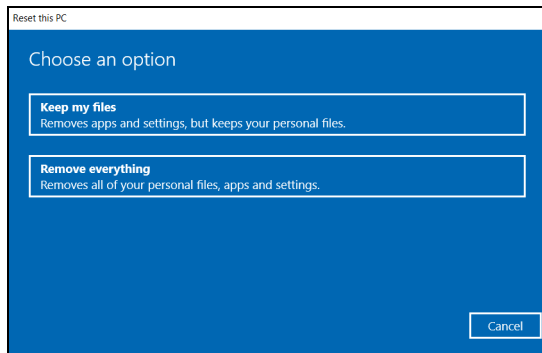 Reset this PC
Choose an option
Keep my files
Removes apps and settings, but keeps your personal files.
Remove everything
Removes all of your personal files, apps and settings.
Cancel